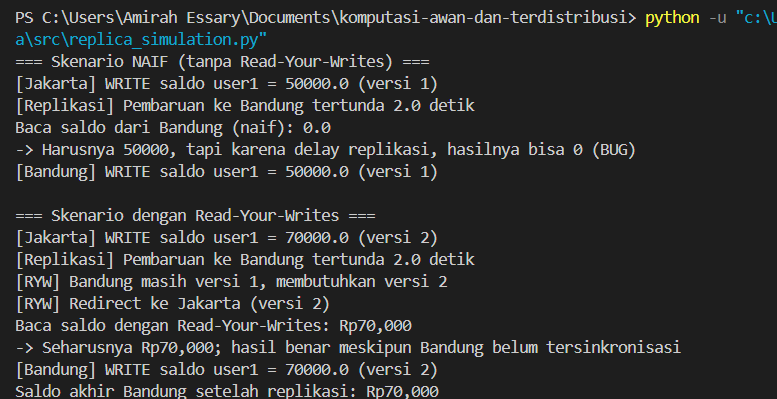 PS C:\Users\Amirah Essary\Documents\komputasi-awan-dan-terdistribusi> python -u "c:\U
a\src\replica_simulation.py"
=== Skenario NAIF (tanpa Read-Your-Writes) ===
[Jakarta] WRITE saldo user1 = 50000.0 (versi 1)
[Replikasi] Pembaruan ke Bandung tertunda 2.0 detik
Baca saldo dari Bandung (naif): 0.0
-> Harusnya 50000, tapi karena delay replikasi, hasilnya bisa 0 (BUG)
[Bandung] WRITE saldo user1 = 50000.0 (versi 1)
=== Skenario dengan Read-Your-Writes ===
[Jakarta] WRITE saldo user1 = 70000.0 (versi 2)
[Replikasi] Pembaruan ke Bandung tertunda 2.0 detik
[RYW] Bandung masih versi 1, membutuhkan versi 2
[RYW] Redirect ke Jakarta (versi 2)
Baca saldo dengan Read-Your-Writes: Rp70,000
-> Seharusnya Rp70,000; hasil benar meskipun Bandung belum tersinkronisasi
[Bandung] WRITE saldo user1 = 70000.0 (versi 2)
Saldo akhir Bandung setelah replikasi: Rp70,000